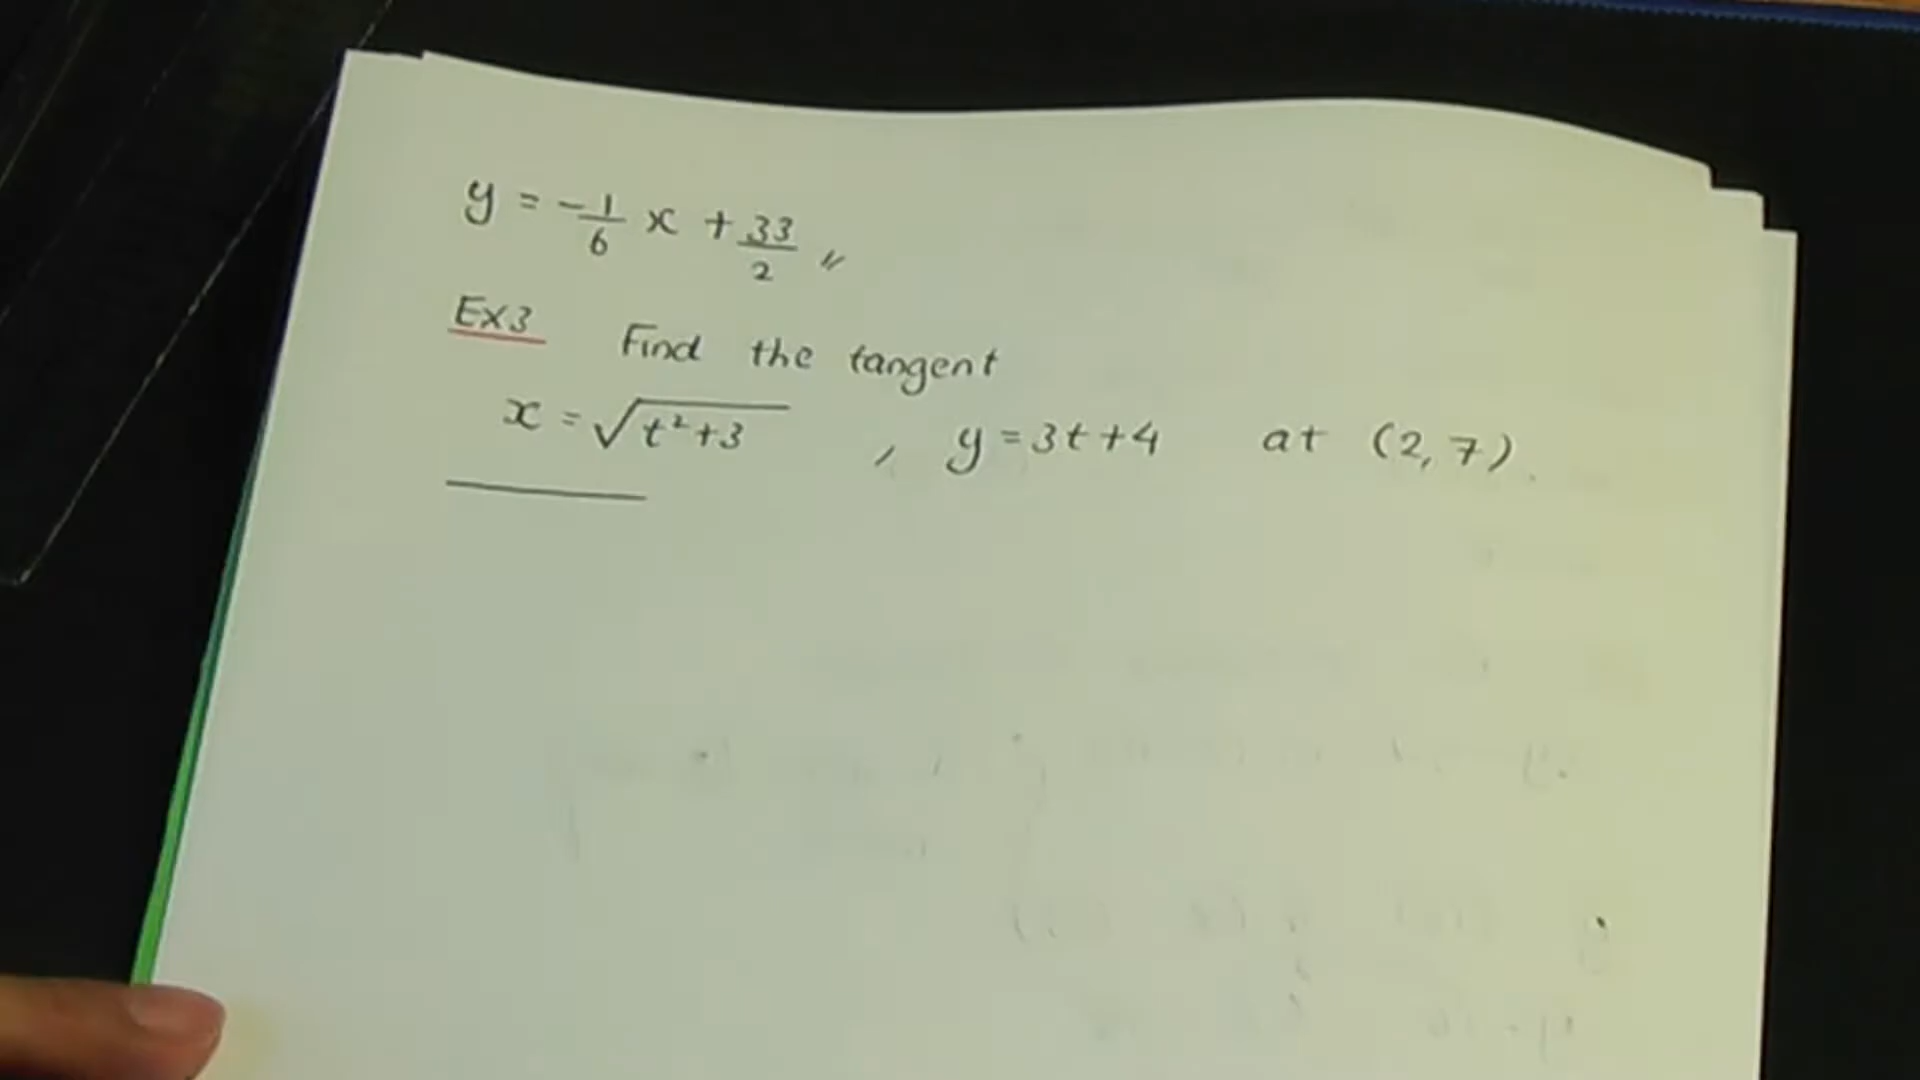 y = -1/6 x + 33/2 〃
Ex3 Find the tangent
x = √(t²+3) , y = 3t+4 at (2,7).